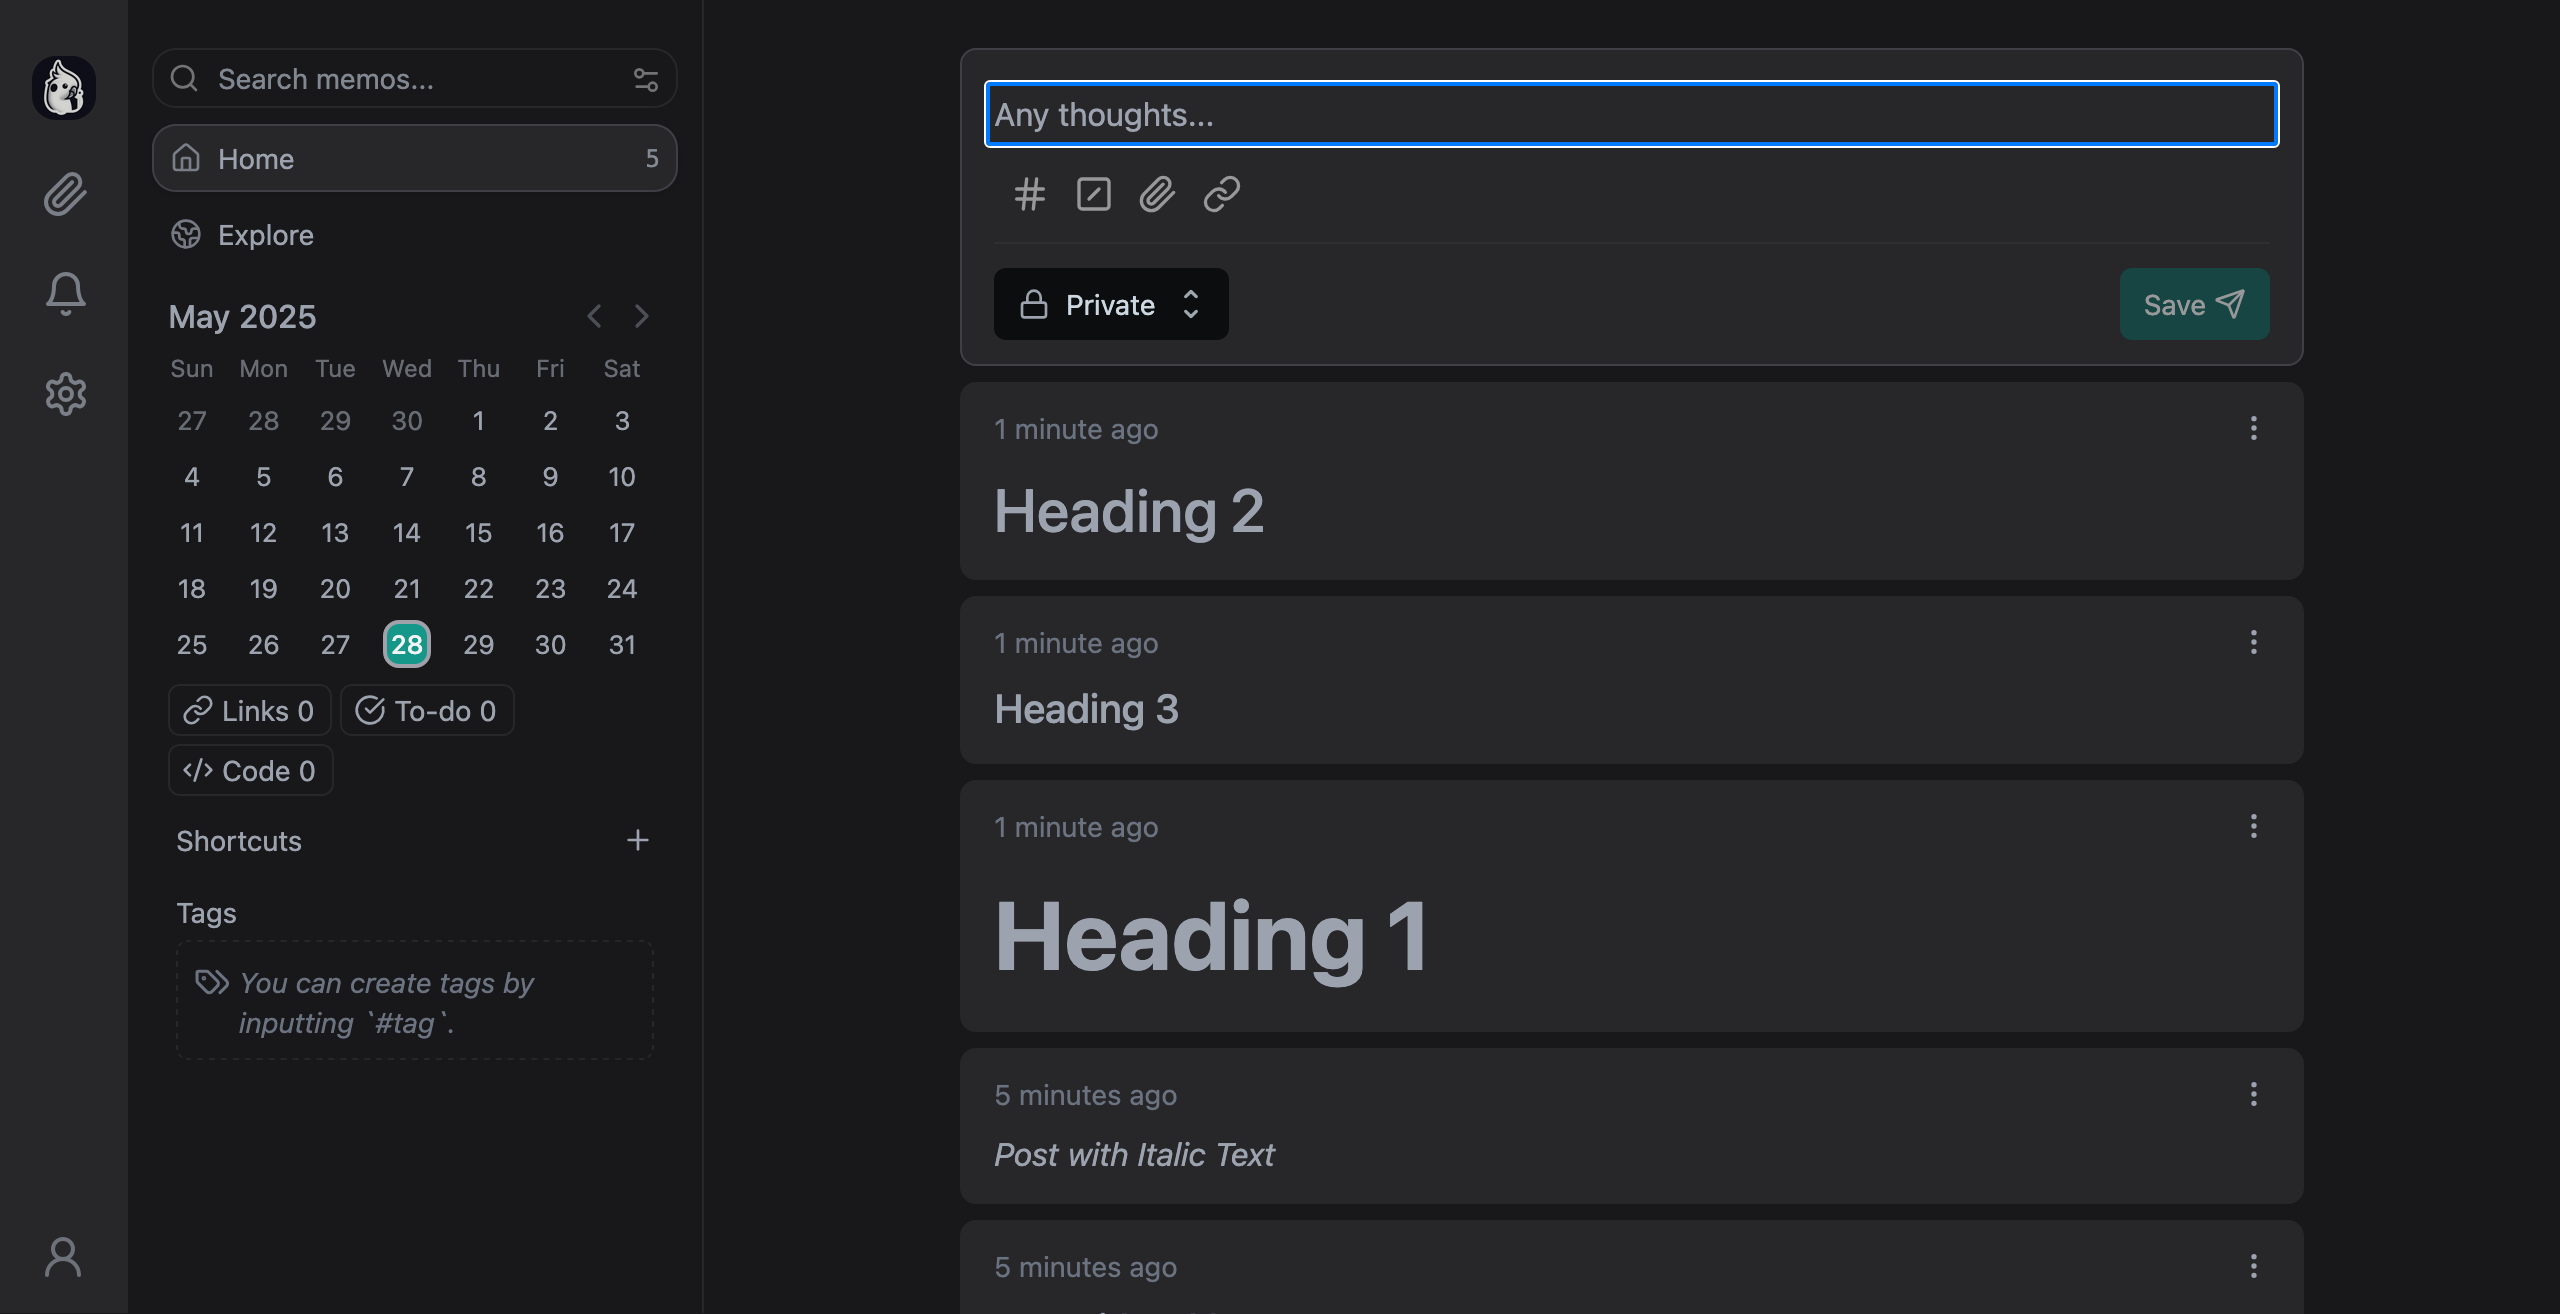 Search memos...
Home 5
Explore
May 2025
Sun Mon Tue Wed Thu Fri Sat
27 28 29 30 1 2 3
4 5 6 7 8 9 10
11 12 13 14 15 16 17
18 19 20 21 22 23 24
25 26 27 28 29 30 31
Links 0 To-do 0
Code 0
Shortcuts
Tags
You can create tags by
inputting `#tag`.
Any thoughts...
Private
Save
1 minute ago
Heading 2
1 minute ago
Heading 3
1 minute ago
Heading 1
5 minutes ago
Post with Italic Text
5 minutes ago